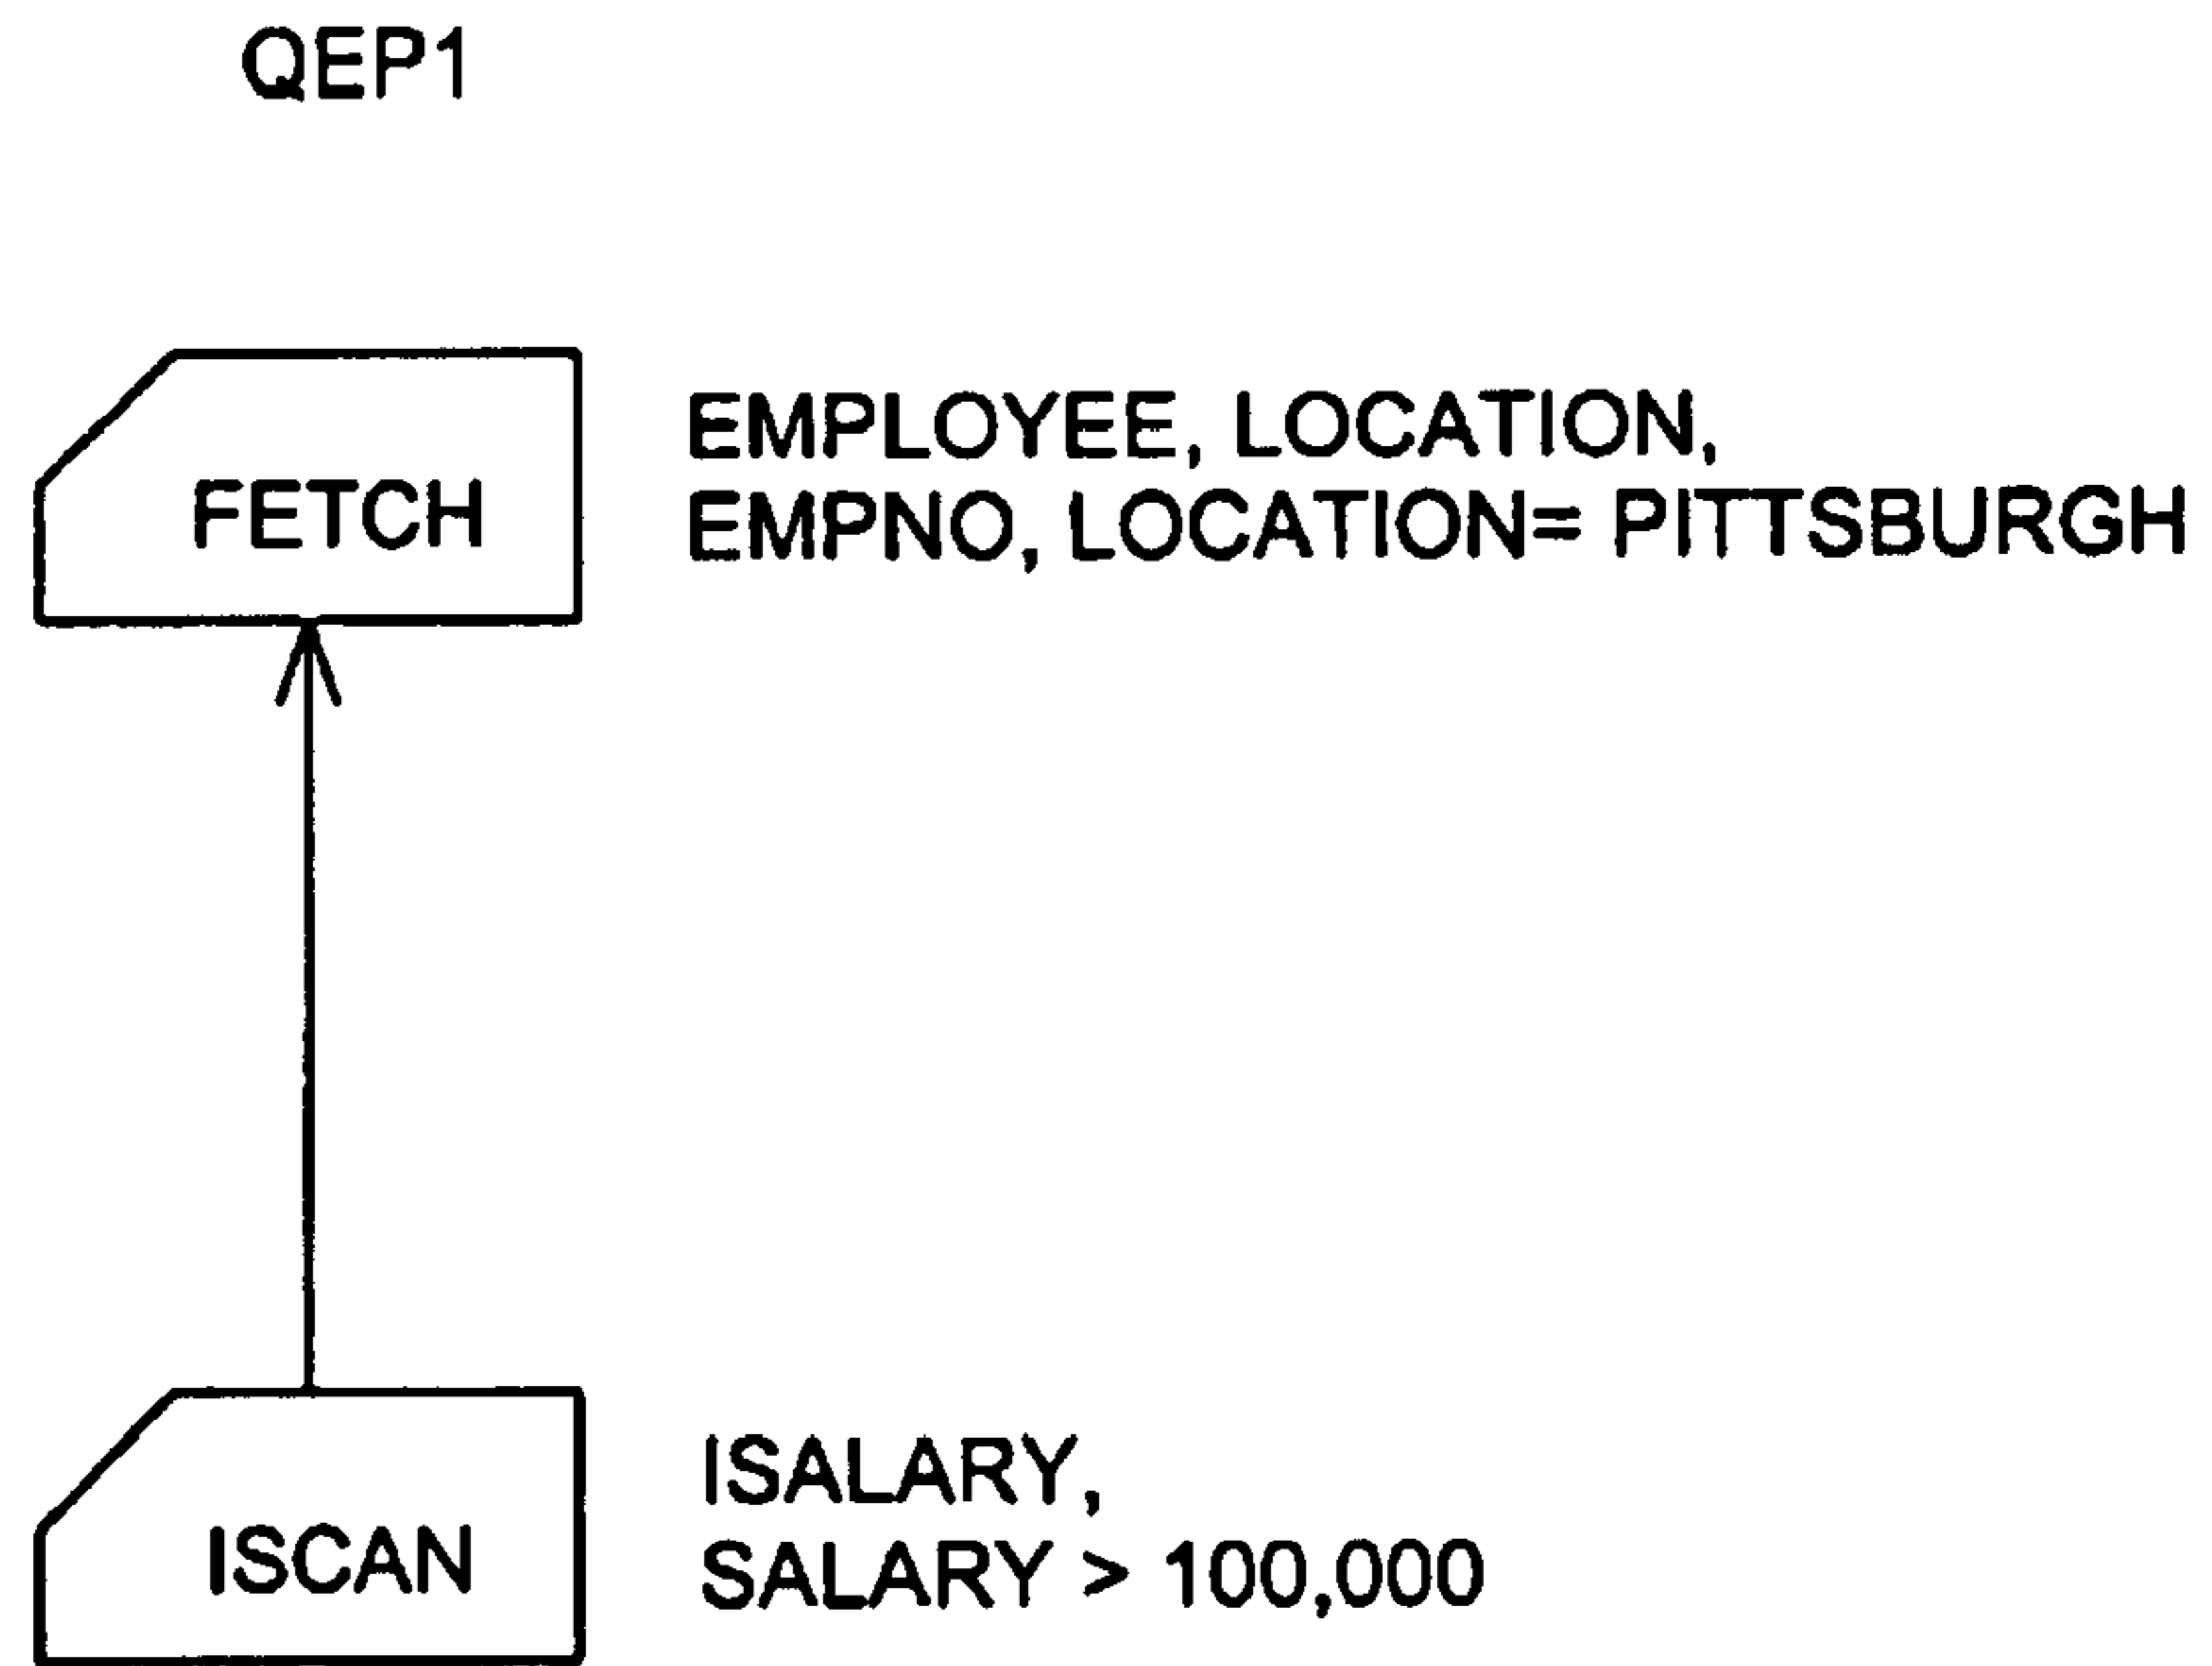 QEP1
FETCH
EMPLOYEE, LOCATION,
EMPNO, LOCATION= PITTSBURGH
ISCAN
ISALARY,
SALARY > 100,000